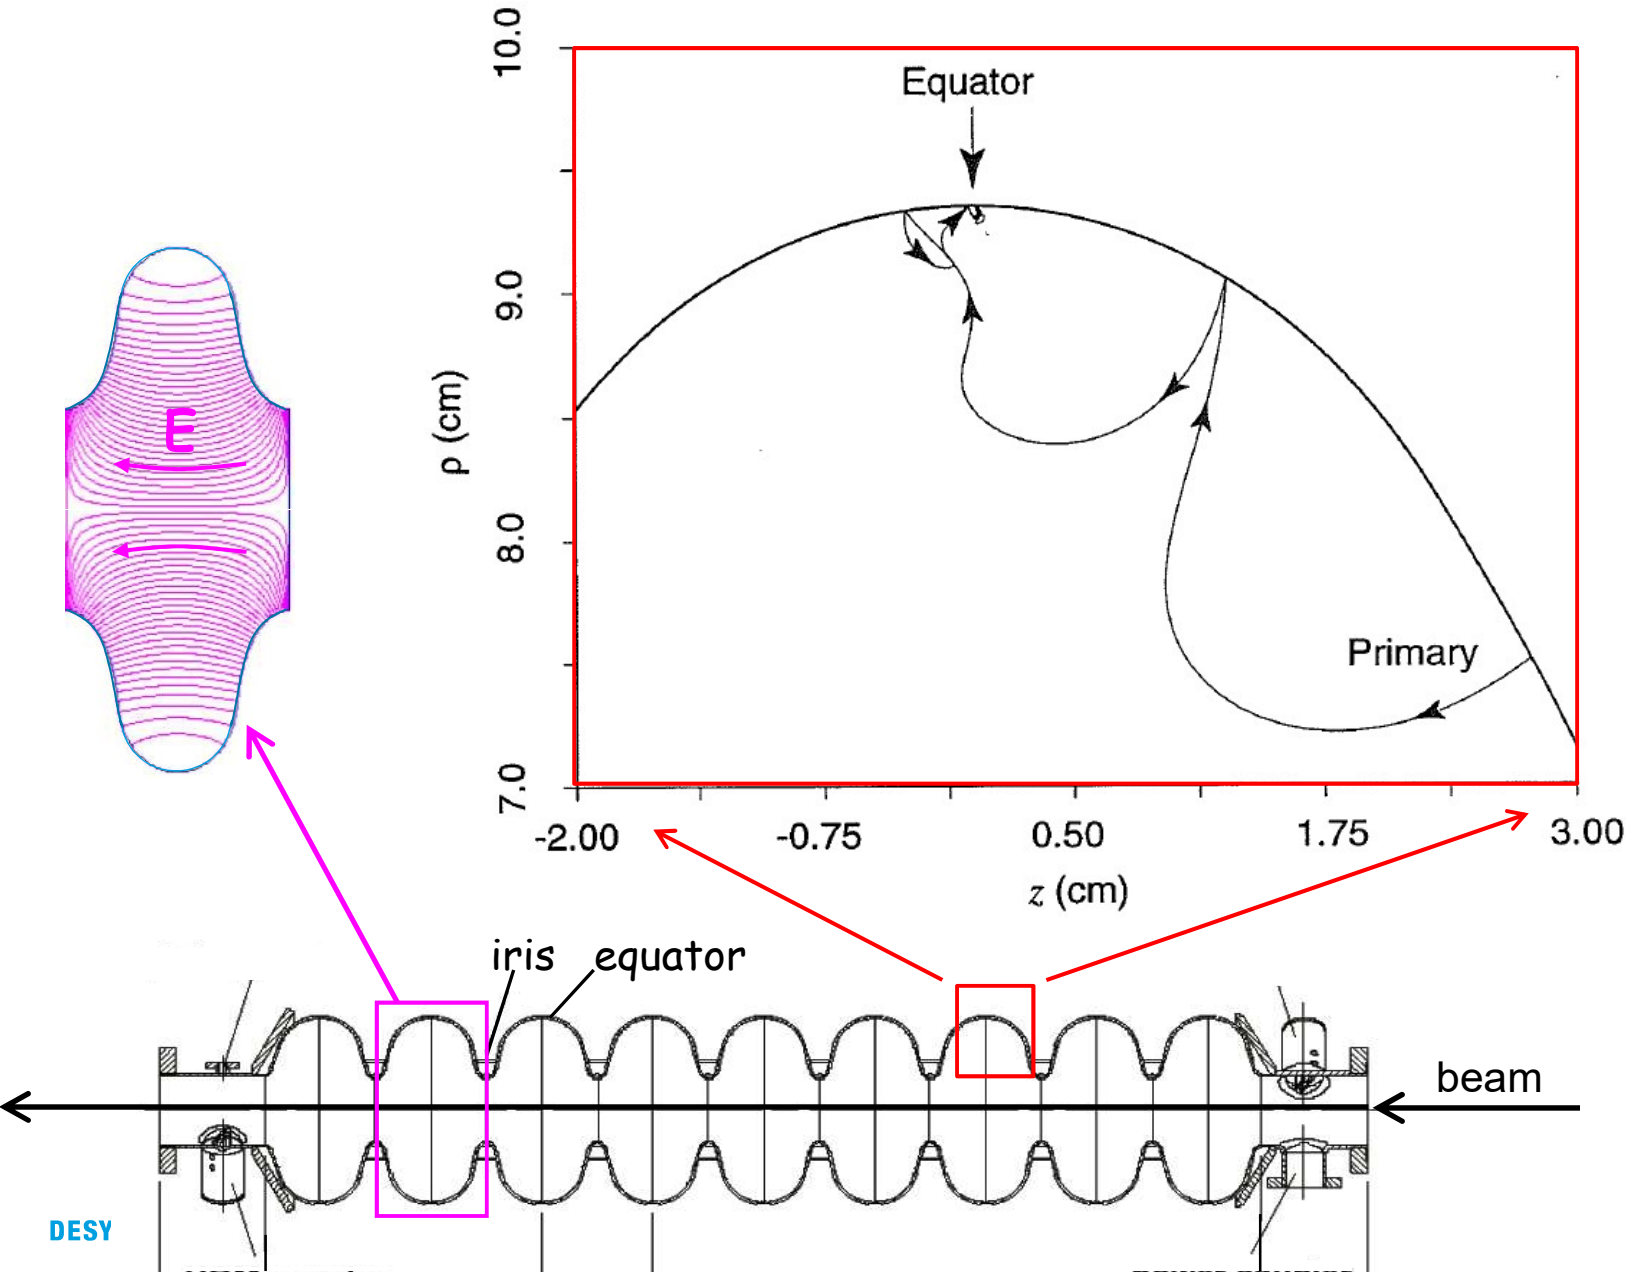 10.0
Equator
9.0
E
ρ (cm)
8.0
Primary
7.0
-2.00 -0.75 0.50 1.75 3.00
z (cm)
iris equator
beam
DESY